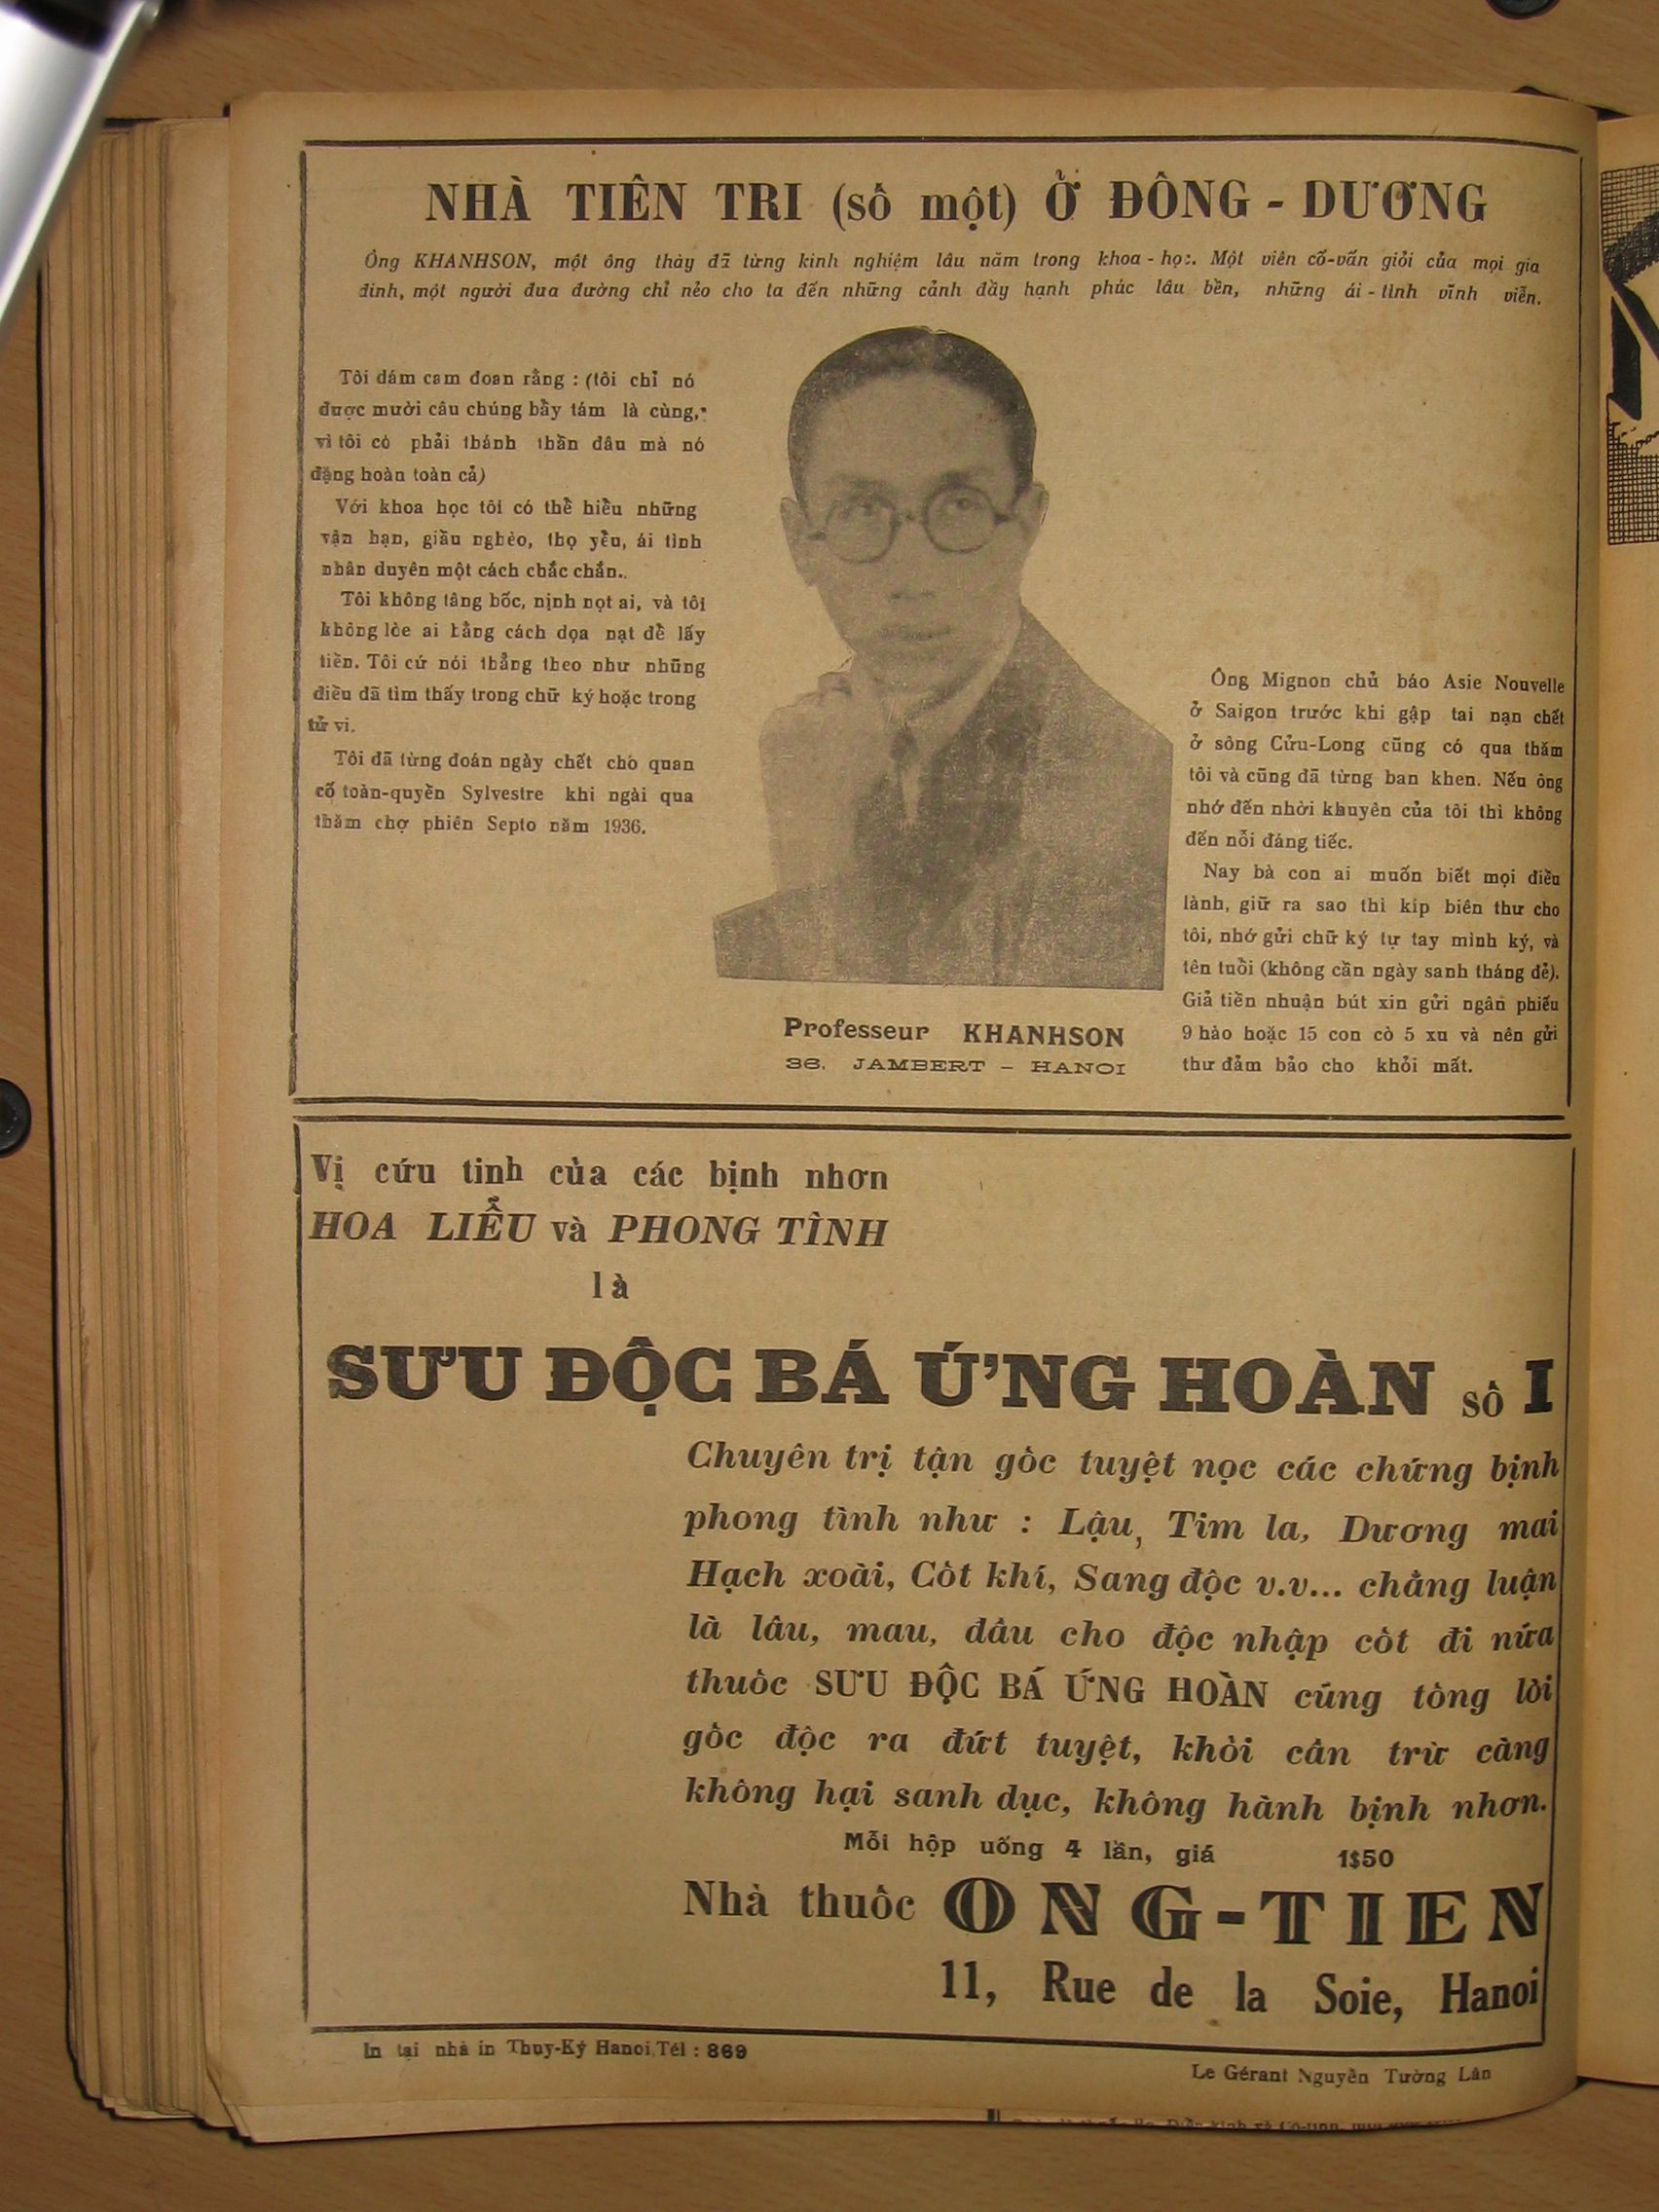 NHÀ TIÊN TRI (số một) Ở ĐÔNG - DƯƠNG
Ông KHANHSON, một ông thày đã từng kinh nghiệm lâu năm trong khoa - học. Một viên cố-vấn giỏi của mọi gia
đình, một người đưa đường chỉ nẻo cho ta đến những cảnh đầy hạnh phúc lâu bền, những ái - tình vĩnh viễn.
Tôi dám cam đoan rằng : (tôi chỉ nó
được mười câu chúng bẩy tám là cùng,
vì tôi có phải thánh thần đâu mà nó
đặng hoàn toàn cả)
Với khoa học tôi có thể hiểu những
vận hạn, giầu nghèo, thọ yểu, ái tình
nhân duyên một cách chắc chắn..
Tôi không tâng bốc, nịnh nọt ai, và tôi
không lòe ai bằng cách dọa nạt để lấy
tiền. Tôi cứ nói thẳng theo như những
điều đã tìm thấy trong chữ ký hoặc trong
tử vi.
Tôi đã từng đoán ngày chết cho quan
cố toàn-quyền Sylvestre khi ngài qua
thăm chợ phiên Septo năm 1936.
Professeur KHANHSON
36. JAMBERT - HANOI
Ông Mignon chủ báo Asie Nouvelle
ở Saigon trước khi gập tai nạn chết
ở sông Cửu-Long cũng có qua thăm
tôi và cũng đã từng ban khen. Nếu ông
nhớ đến nhời khuyên của tôi thì không
đến nỗi đáng tiếc.
Nay bà con ai muốn biết mọi điều
lành, giữ ra sao thì kíp biên thư cho
tôi, nhớ gửi chữ ký tự tay mình ký, và
tên tuổi (không cần ngày sanh tháng đẻ).
Giả tiền nhuận bút xin gửi ngân phiếu
9 hào hoặc 15 con cò 5 xu và nên gửi
thư đảm bảo cho khỏi mất.
Vị cứu tinh của các bịnh nhơn
HOA LIỄU và PHONG TÌNH
là
SƯU ĐỘC BÁ ỨNG HOÀN số I
Chuyên trị tận gốc tuyệt nọc các chứng bịnh
phong tình như : Lậu, Tim la, Dương mai
Hạch xoài, Cốt khí, Sang độc v.v... chẳng luận
là lâu, mau, dầu cho độc nhập cốt đi nữa
thuốc SƯU ĐỘC BÁ ỨNG HOÀN cũng tống lòi
gốc độc ra đứt tuyệt, khỏi cần trừ căng
không hại sanh dục, không hành bịnh nhơn.
Mỗi hộp uống 4 lần, giá 1$50
Nhà thuốc ONG-TIEN
11, Rue de la Soie, Hanoi
In tại nhà in Thụy-Ký Hanoi Tél : 869
Le Gérant Nguyễn Tường Lân